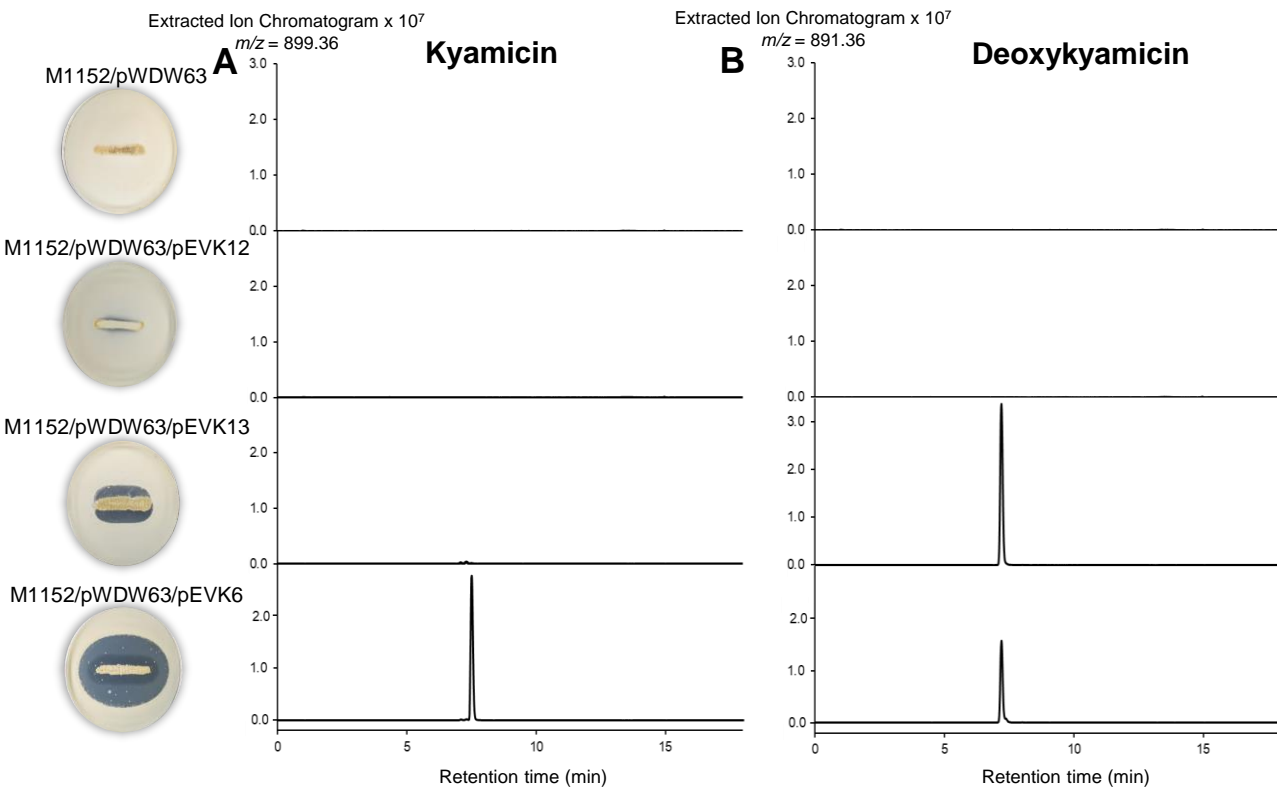 Extracted Ion Chromatogram x 10⁷
m/z = 899.36
A
Kyamicin
Extracted Ion Chromatogram x 10⁷
m/z = 891.36
B
Deoxykyamicin
M1152/pWDW63
3.0
2.0
1.0
0.0
3.0
2.0
1.0
0.0
M1152/pWDW63/pEVK12
2.0
1.0
0.0
2.0
1.0
0.0
M1152/pWDW63/pEVK13
2.0
1.0
0.0
3.0
2.0
1.0
0.0
M1152/pWDW63/pEVK6
2.0
1.0
0.0
2.0
1.0
0.0
0 5 10 15
Retention time (min)
0 5 10 15
Retention time (min)